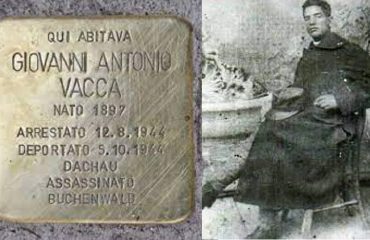 QUI ABITAVA
GIOVANNI ANTONIO
VACCA
NATO 1897
ARRESTATO 12.8.1944
DEPORTATO 5.10.1944
DACHAU
ASSASSINATO
BUCHENWALD